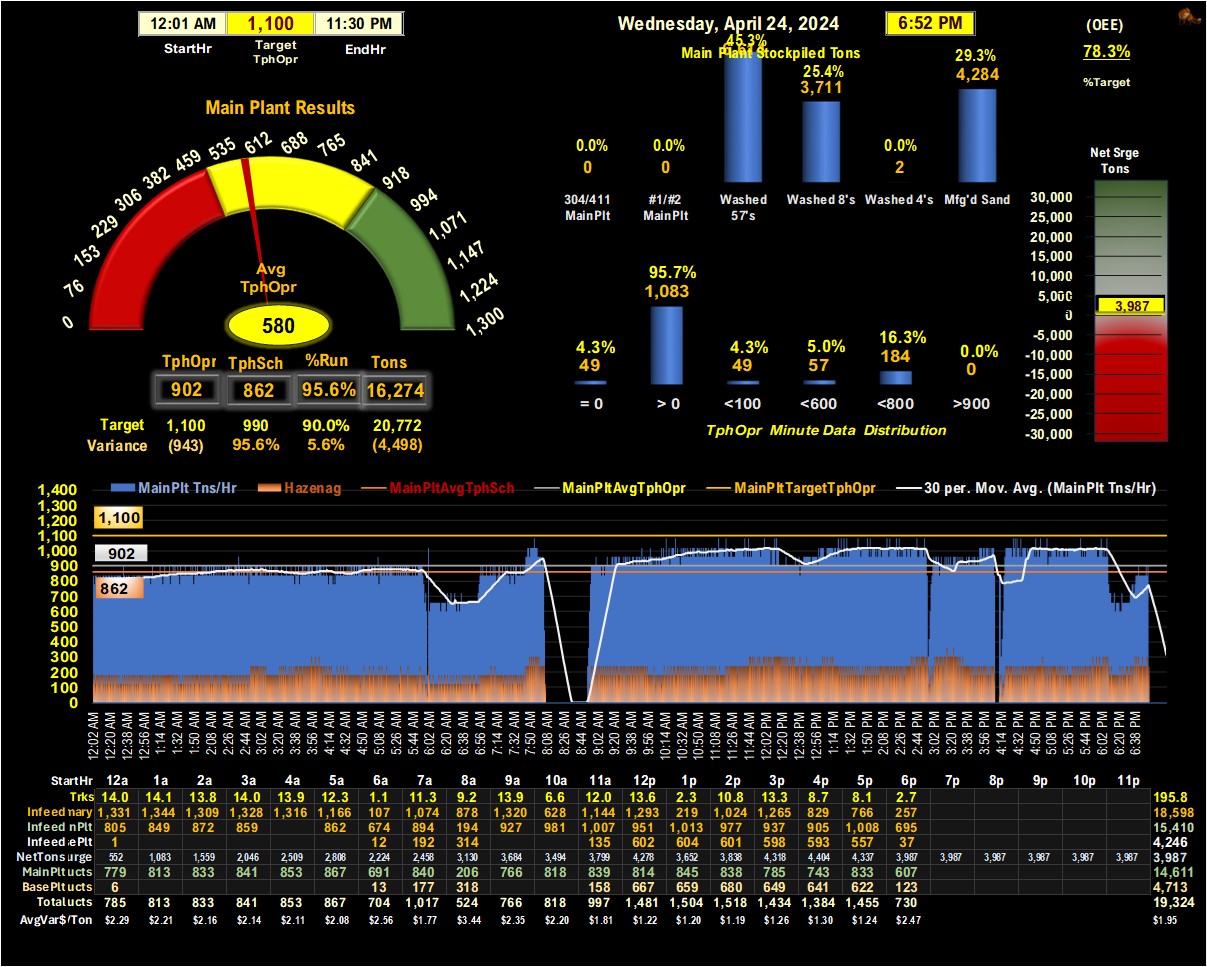 12:01 AM 1,100 11:30 PM
StartHr Target TphOpr EndHr
Wednesday, April 24, 2024 6:52 PM
(OEE)
78.3%
%Target
Main Plant Stockpiled Tons
45.3% 25.4% 29.3%
3,711 4,284
0.0% 0.0% 0.0%
0 0 2
304/411 MainPlt #1/#2 MainPlt Washed 57's Washed 8's Washed 4's Mfg'd Sand
Main Plant Results
0 76 153 229 306 382 459 535 612 688 765 841 918 994 1,071 1,147 1,224 1,300
Avg
TphOpr
580
TphOpr TphSch %Run Tons
902 862 95.6% 16,274
Target 1,100 990 90.0% 20,772
Variance (943) 95.6% 5.6% (4,498)
4.3% 95.7% 4.3% 5.0% 16.3% 0.0%
49 1,083 49 57 184 0
= 0 > 0 <100 <600 <800 >900
TphOpr Minute Data Distribution
Net Srge
Tons
30,000
25,000
20,000
15,000
10,000
5,000
3,987
0
-5,000
-10,000
-15,000
-20,000
-25,000
-30,000
MainPlt Tns/Hr Hazenag MainPltAvgTphSch MainPltAvgTphOpr MainPltTargetTphOpr 30 per. Mov. Avg. (MainPlt Tns/Hr)
1,400
1,300
1,200
1,100
1,000
900
800
700
600
500
400
300
200
100
0
1,100
902
862
12:02 AM 12:20 AM 12:38 AM 12:56 AM 1:14 AM 1:32 AM 1:50 AM 2:08 AM 2:26 AM 2:44 AM 3:02 AM 3:20 AM 3:38 AM 3:56 AM 4:14 AM 4:32 AM 4:50 AM 5:08 AM 5:26 AM 5:44 AM 6:02 AM 6:20 AM 6:38 AM 6:56 AM 7:14 AM 7:32 AM 7:50 AM 8:08 AM 8:26 AM 8:44 AM 9:02 AM 9:20 AM 9:38 AM 9:56 AM 10:14 AM 10:32 AM 10:50 AM 11:08 AM 11:26 AM 11:44 AM 12:02 PM 12:20 PM 12:38 PM 12:56 PM 1:14 PM 1:32 PM 1:50 PM 2:08 PM 2:26 PM 2:44 PM 3:02 PM 3:20 PM 3:38 PM 3:56 PM 4:14 PM 4:32 PM 4:50 PM 5:08 PM 5:26 PM 5:44 PM 6:02 PM 6:20 PM 6:38 PM
StartHr 12a 1a 2a 3a 4a 5a 6a 7a 8a 9a 10a 11a 12p 1p 2p 3p 4p 5p 6p 7p 8p 9p 10p 11p
Trks 14.0 14.1 13.8 14.0 13.9 12.3 1.1 11.3 9.2 13.9 6.6 12.0 13.6 2.3 10.8 13.3 8.7 8.1 2.7 195.8
Infeed mary 1,331 1,344 1,309 1,328 1,316 1,166 107 1,074 878 1,320 628 1,144 1,293 219 1,024 1,265 829 766 257 18,598
Infeed nPlt 805 849 872 859 862 674 894 194 927 981 1,007 951 1,013 977 937 905 1,008 695 15,410
Infeed ePlt 1 12 192 314 135 602 604 601 598 593 557 37 4,246
NetTons urge 552 1,083 1,559 2,046 2,509 2,808 2,224 2,458 3,130 3,684 3,494 3,799 4,278 3,652 3,838 4,318 4,404 4,337 3,987 3,987 3,987 3,987 3,987 3,987 3,987
MainPlt ucts 779 813 833 841 853 867 691 840 206 766 818 839 814 845 838 785 743 833 607 14,611
BasePlt ucts 6 13 177 318 158 667 659 680 649 641 622 123 4,713
Total ucts 785 813 833 841 853 867 704 1,017 524 766 818 997 1,481 1,504 1,518 1,434 1,384 1,455 730 19,324
AvgVar$/Ton $2.29 $2.21 $2.16 $2.14 $2.11 $2.08 $2.56 $1.77 $3.44 $2.35 $2.20 $1.81 $1.22 $1.20 $1.19 $1.26 $1.30 $1.24 $2.47 $1.95